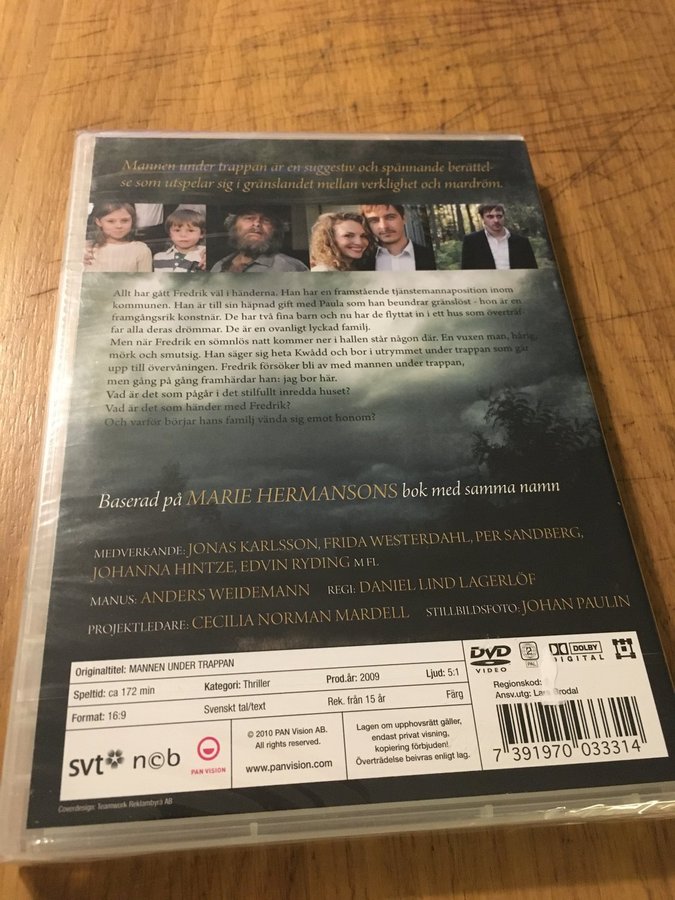 Mannen under trappan är en suggestiv och spännande berättel-
se som utspelar sig i gränslandet mellan verklighet och mardröm.
Allt har gått Fredrik väl i händerna. Han har en framstående tjänstemannaposition inom
kommunen. Han är till sin häpnad gift med Paula som han beundrar gränslöst - hon är en
framgångsrik konstnär. De har två fina barn och nu har de flyttat in i ett hus som överträf-
far alla deras drömmar. De är en ovanligt lyckad familj.
Men när Fredrik en sömnlös natt kommer ner i hallen står någon där. En vuxen man, hårig,
mörk och smutsig. Han säger sig heta Kwådd och bor i utrymmet under trappan som går
upp till övervåningen. Fredrik försöker bli av med mannen under trappan,
men gång på gång framhärdar han: jag bor här.
Vad är det som pågår i det stilfullt inredda huset?
Vad är det som händer med Fredrik?
Och varför börjar hans familj vända sig emot honom?
Baserad på MARIE HERMANSONS bok med samma namn
MEDVERKANDE: JONAS KARLSSON, FRIDA WESTERDAHL, PER SANDBERG,
JOHANNA HINTZE, EDVIN RYDING M FL
MANUS: ANDERS WEIDEMANN REGI: DANIEL LIND LAGERLÖF
PROJEKTLEDARE: CECILIA NORMAN MARDELL STILLBILDSFOTO: JOHAN PAULIN
Originaltitel: MANNEN UNDER TRAPPAN
Speltid: ca 172 min Kategori: Thriller Prod.år: 2009 Ljud: 5:1
Format: 16:9 Svenskt tal/text Rek. från 15 år Färg
DVD
VIDEO
2
PAL
DOLBY
DIGITAL
Regionskod:
Ansv.utg: Lars Brodal
svt ncb
PAN VISION
© 2010 PAN Vision AB.
All rights reserved.
www.panvision.com
Lagen om upphovsrätt gäller,
endast privat visning,
kopiering förbjuden!
Överträdelse beivras enligt lag.
7 391970 033314
Coverdesign: Teamwork Reklambyrå AB